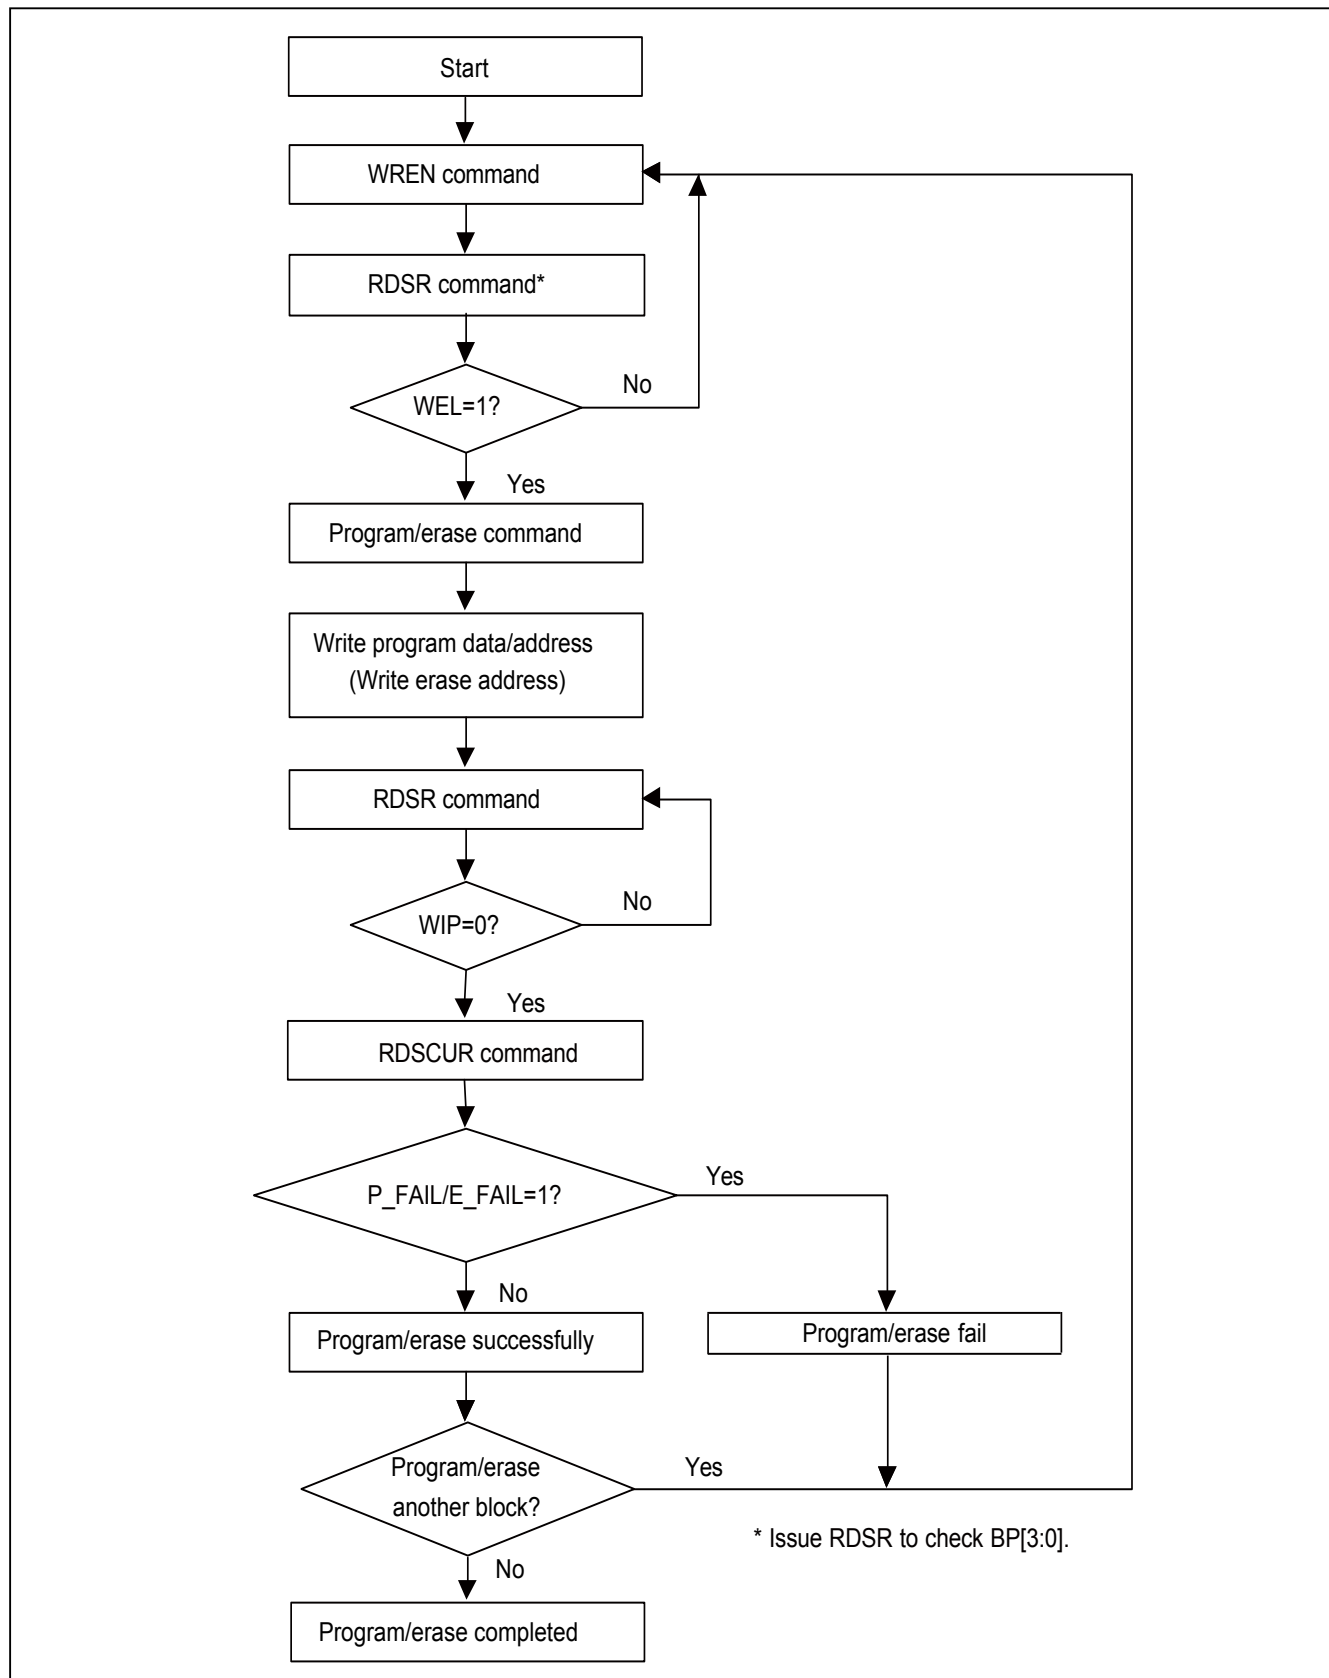 Start
WREN command
RDSR command*
No
WEL=1?
Yes
Program/erase command
Write program data/address
(Write erase address)
RDSR command
No
WIP=0?
Yes
RDSCUR command
Yes
P_FAIL/E_FAIL=1?
No
Program/erase successfully
Program/erase fail
Program/erase
another block?
Yes
* Issue RDSR to check BP[3:0].
No
Program/erase completed